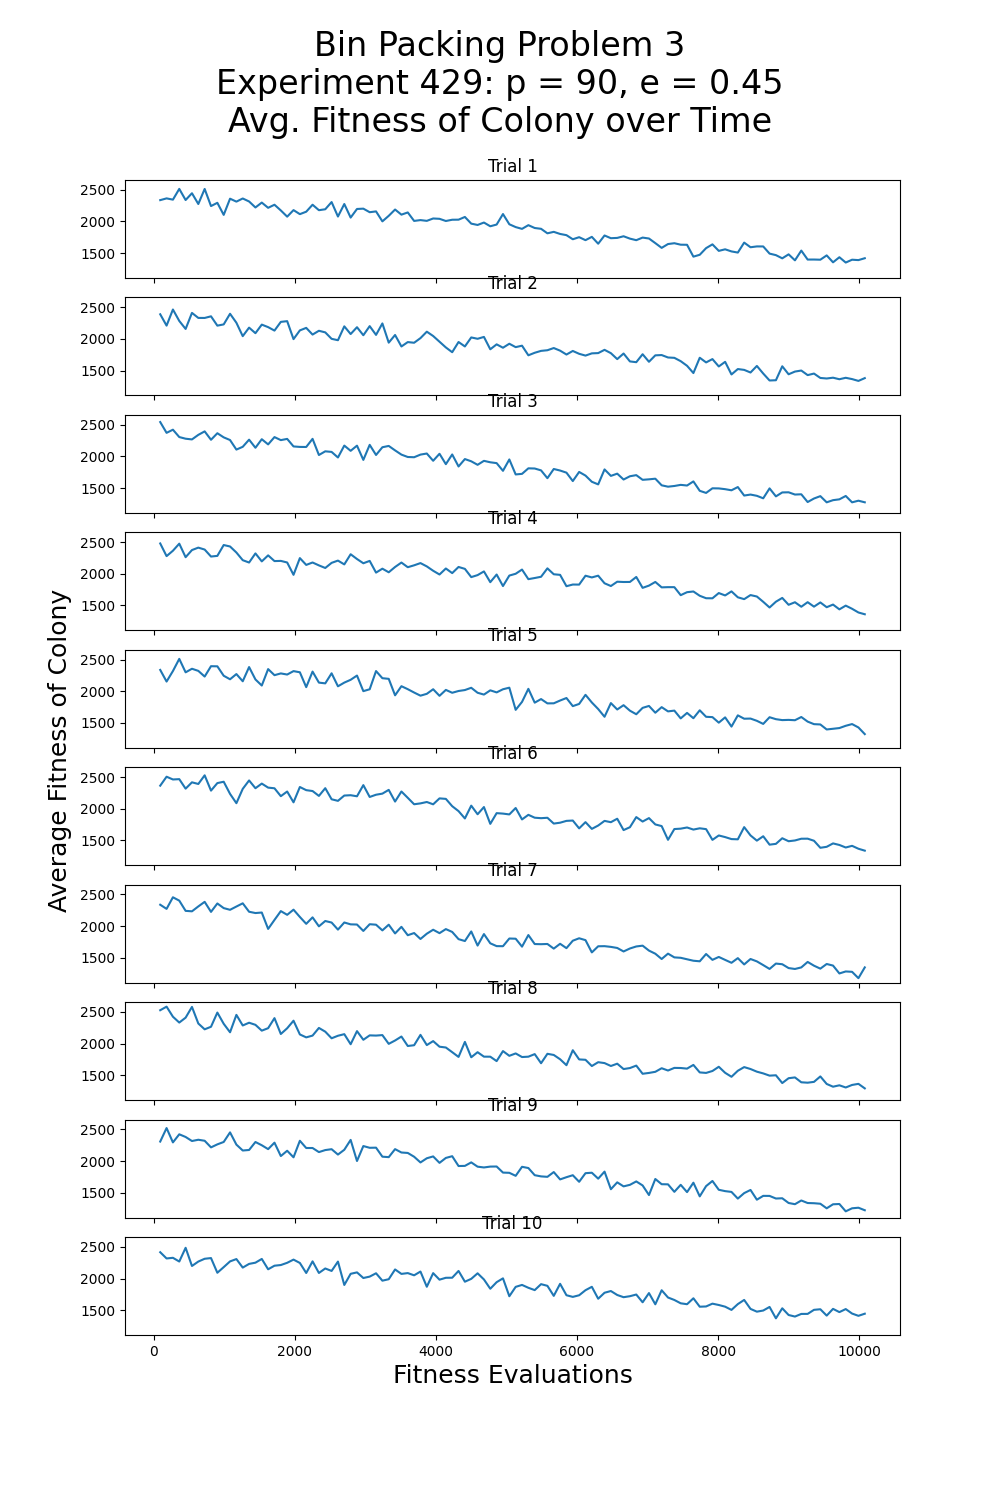 Bin Packing Problem 3
Experiment 429: p = 90, e = 0.45
Avg. Fitness of Colony over Time
Trial 1
2500
2000
1500
Trial 2
2500
2000
1500
Trial 3
2500
2000
1500
Trial 4
2500
2000
1500
Trial 5
2500
2000
1500
Trial 6
2500
2000
1500
Trial 7
2500
2000
1500
Trial 8
2500
2000
1500
Trial 9
2500
2000
1500
Trial 10
2500
2000
1500
0 2000 4000 6000 8000 10000
Fitness Evaluations
Average Fitness of Colony